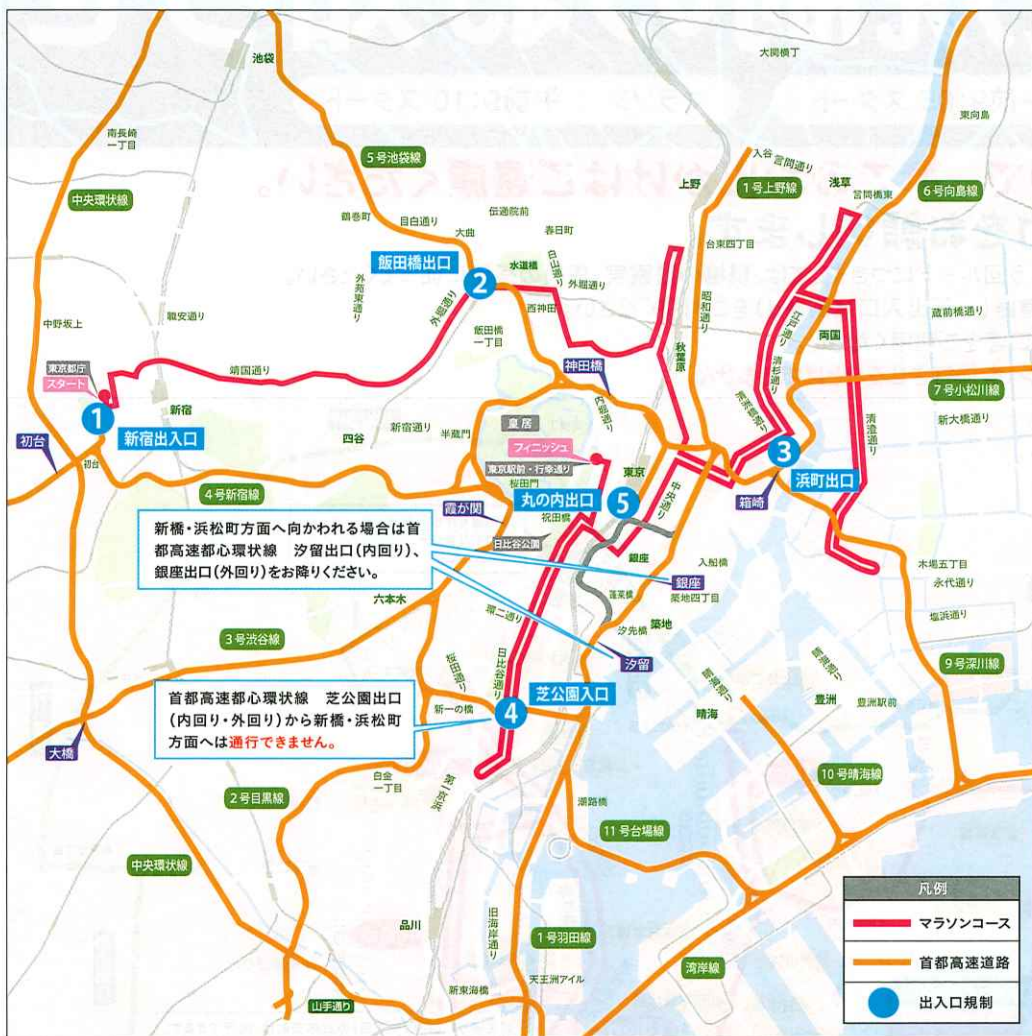 池袋
大関横丁
東向島
南長崎
一丁目
5号池袋線
入谷
言問通り
浅草
言問橋東
6号向島線
中央環状線
上野
1号上野線
鶴巻町
目白通り
伝通院前
大曲
春日町
台東四丁目
飯田橋出口
2
水道橋
白山通り
外堀通り
外苑東通り
外堀通り
西神田
昭和通り
江戸通り
両国
蔵前橋通り
中野坂上
職安通り
飯田橋
一丁目
秋葉原
清杉通り
東京都庁
スタート
靖国通り
神田橋
7号小松川線
1
新宿出入口
新宿
内堀通り
清洲橋通り
清澄通り
新大橋通り
皇居
四谷
新宿通り
半蔵門
フィニッシュ
東京駅前・行幸通り
東京
3
浜町出口
初台
初台
4号新宿線
桜田門
丸の内出口
5
中央通り
箱崎
霞が関
祝田橋
日比谷公園
新橋・浜松町方面へ向かわれる場合は首
都高速都心環状線 汐留出口(内回り)、
銀座出口(外回り)をお降りください。
銀座
入船橋
木場五丁目
永代通り
銀座
築地四丁目
蓬莱橋
六本木
環二通り
汐先橋
築地
塩浜通り
3号渋谷線
汐留
9号深川線
日比谷通り
桜田通り
芝公園入口
晴海通り
豊洲
豊洲駅前
首都高速都心環状線 芝公園出口
(内回り・外回り)から新橋・浜松町
方面へは通行できません。
新一の橋
4
晴海
大橋
白金
一丁目
第一京浜
10号晴海線
2号目黒線
潮路橋
11号台場線
中央環状線
凡例
マラソンコース
首都高速道路
出入口規制
品川
旧海岸通り
1号羽田線
湾岸線
天王洲アイル
新東海橋
山手通り